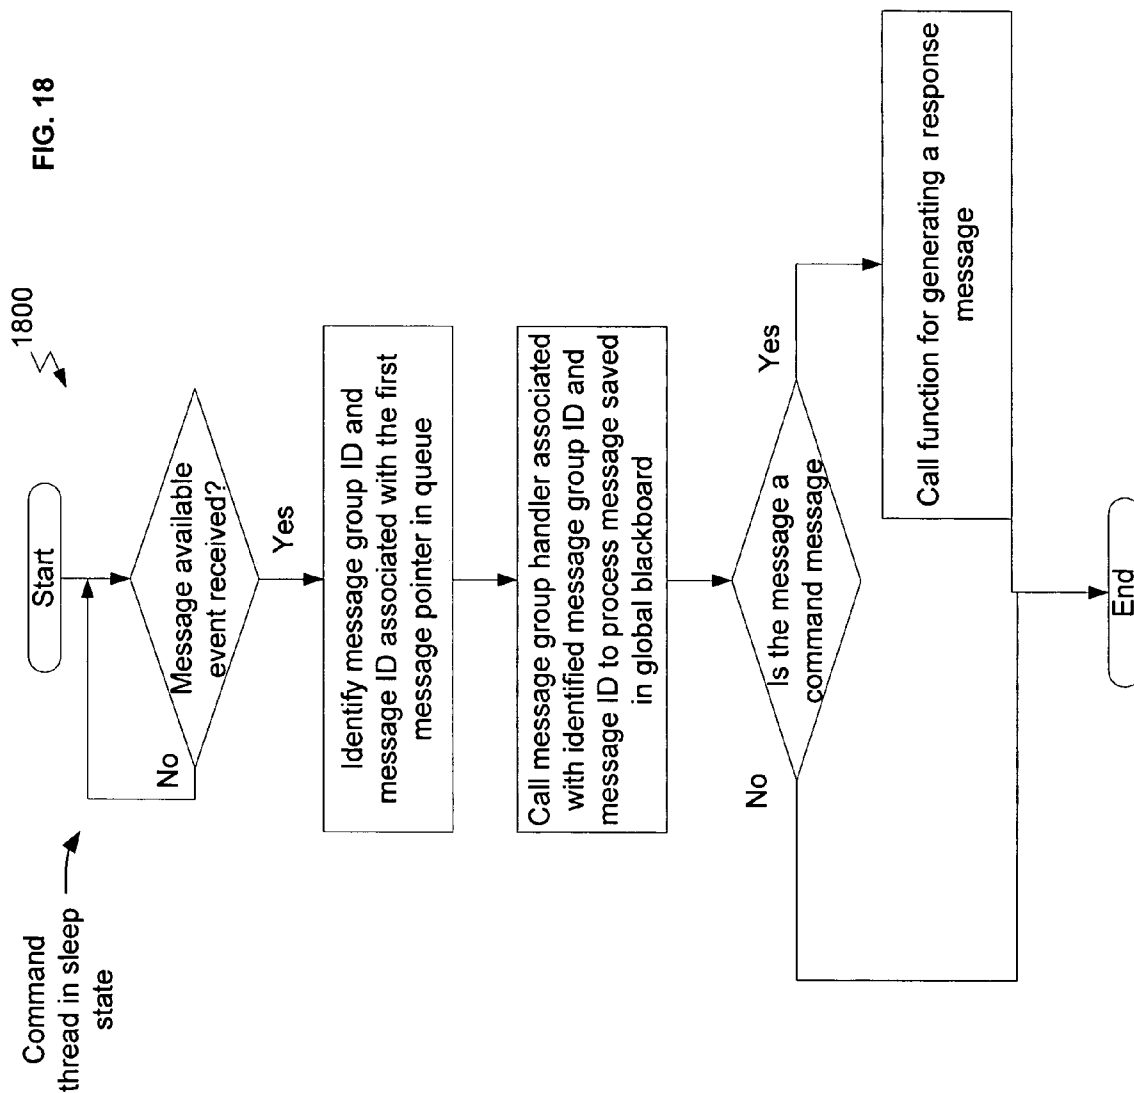 FIG. 18
1800
Command
thread in sleep
state
Start
Message available
event received?
No
Yes
Identify message group ID and
message ID associated with the first
message pointer in queue
Call message group handler associated
with identified message group ID and
message ID to process message saved
in global blackboard
Is the message a
command message
No
Yes
Call function for generating a response
message
End